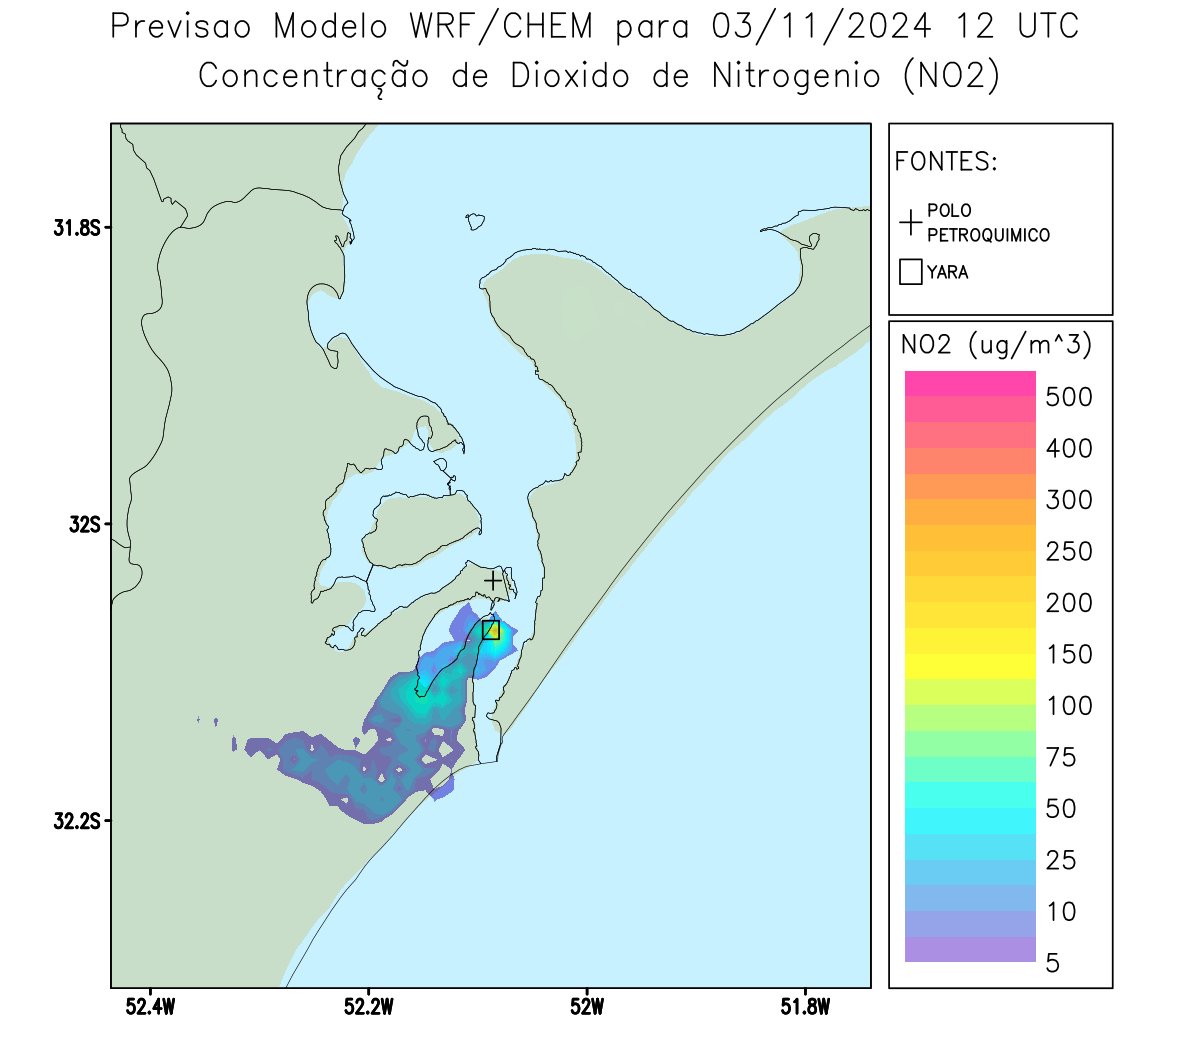 Previsao Modelo WRF/CHEM para 03/11/2024 12 UTC
Concentração de Dioxido de Nitrogenio (NO2)
FONTES:
POLO
PETROQUIMICO
YARA
31.8S
32S
32.2S
52.4W
52.2W
52W
51.8W
NO2 (ug/m^3)
500
400
300
250
200
150
100
75
50
25
10
5